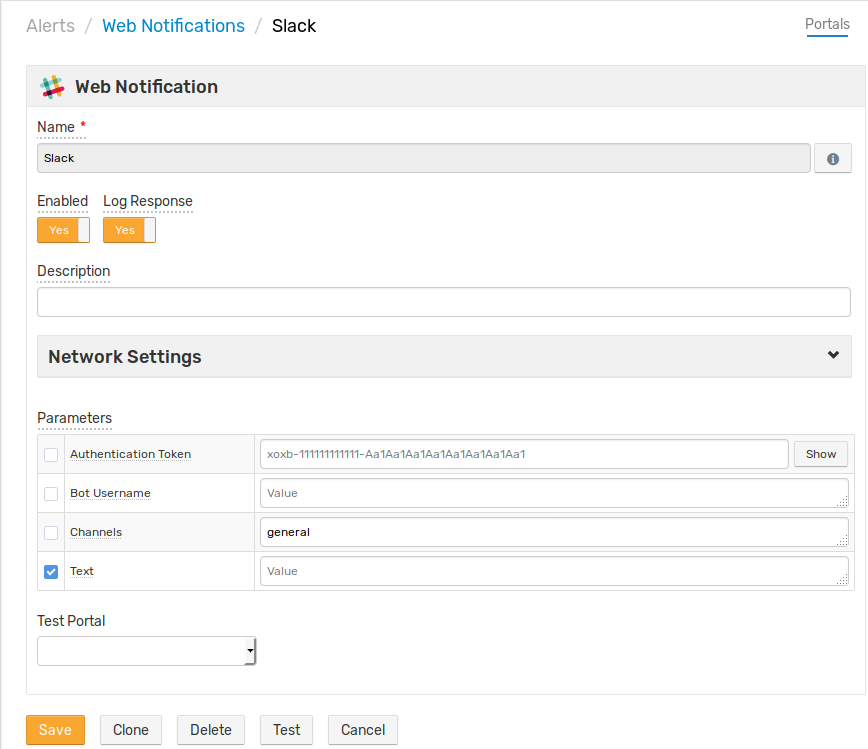 Alerts / Web Notifications / Slack
Portals
Web Notification
Name *
Slack
Enabled Log Response
Yes Yes
Description
Network Settings
Parameters
Authentication Token xoxb-111111111111-Aa1Aa1Aa1Aa1Aa1Aa1Aa1Aa1 Show
Bot Username Value
Channels general
Text Value
Test Portal
Save Clone Delete Test Cancel